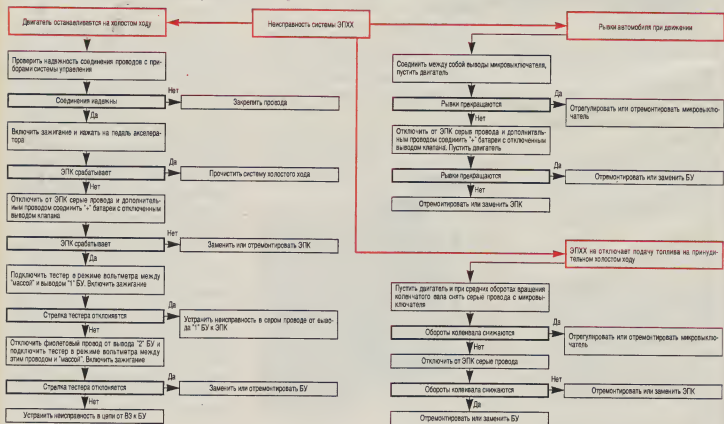 Двигатель останавливается на холостом ходу
Неисправность системы ЭПХХ
Рывки автомобиля при движении
Проверить надежность соединения проводов с при-
борами системы управления
Соединения надежны
Нет
Закрепить провода
Да
Включить зажигание и нажать на педаль акселера-
тора
ЭПК срабатывает
Да
Прочистить систему холостого хода
Нет
Отключить от ЭПК серые провода и дополнитель-
ным проводом соединить "+" батареи с отключенным
выводом клапана
ЭПК срабатывает
Нет
Заменить или отремонтировать ЭПК
Да
Подключить тестер в режиме вольтметра между
"массой" и выводом "1" БУ. Включить зажигание
Стрелка тестера отклоняется
Да
Устранить неисправность в сером проводе от выво-
да "1" БУ к ЭПК
Нет
Отключить фиолетовый провод от вывода "2" БУ и
подключить тестер в режиме вольтметра между
этим проводом и "массой". Включить зажигание
Стрелка тестера отклоняется
Да
Заменить или отремонтировать БУ
Нет
Устранить неисправность в цепи от ВЗ к БУ
Соединить между собой выводы микровыключателя,
пустить двигатель
Рывки прекращаются
Да
Отрегулировать или отремонтировать микровыклю-
чатель
Нет
Отключить от ЭПК серые провода и дополнитель-
ным проводом соединить "+" батареи с отключенным
выводом клапана. Пустить двигатель
Рывки прекращаются
Да
Отремонтировать или заменить БУ
Нет
Отремонтировать или заменить ЭПК
ЭПХХ не отключает подачу топлива на принуди-
тельном холостом ходу
Пустить двигатель и при средних оборотах вращения
коленчатого вала снять серые провода с микровы-
ключателя
Обороты коленвала снижаются
Да
Отрегулировать или отремонтировать микровыклю-
чатель
Нет
Отключить от ЭПК серые провода
Обороты коленвала снижаются
Нет
Отремонтировать или заменить ЭПК
Да
Отремонтировать или заменить БУ